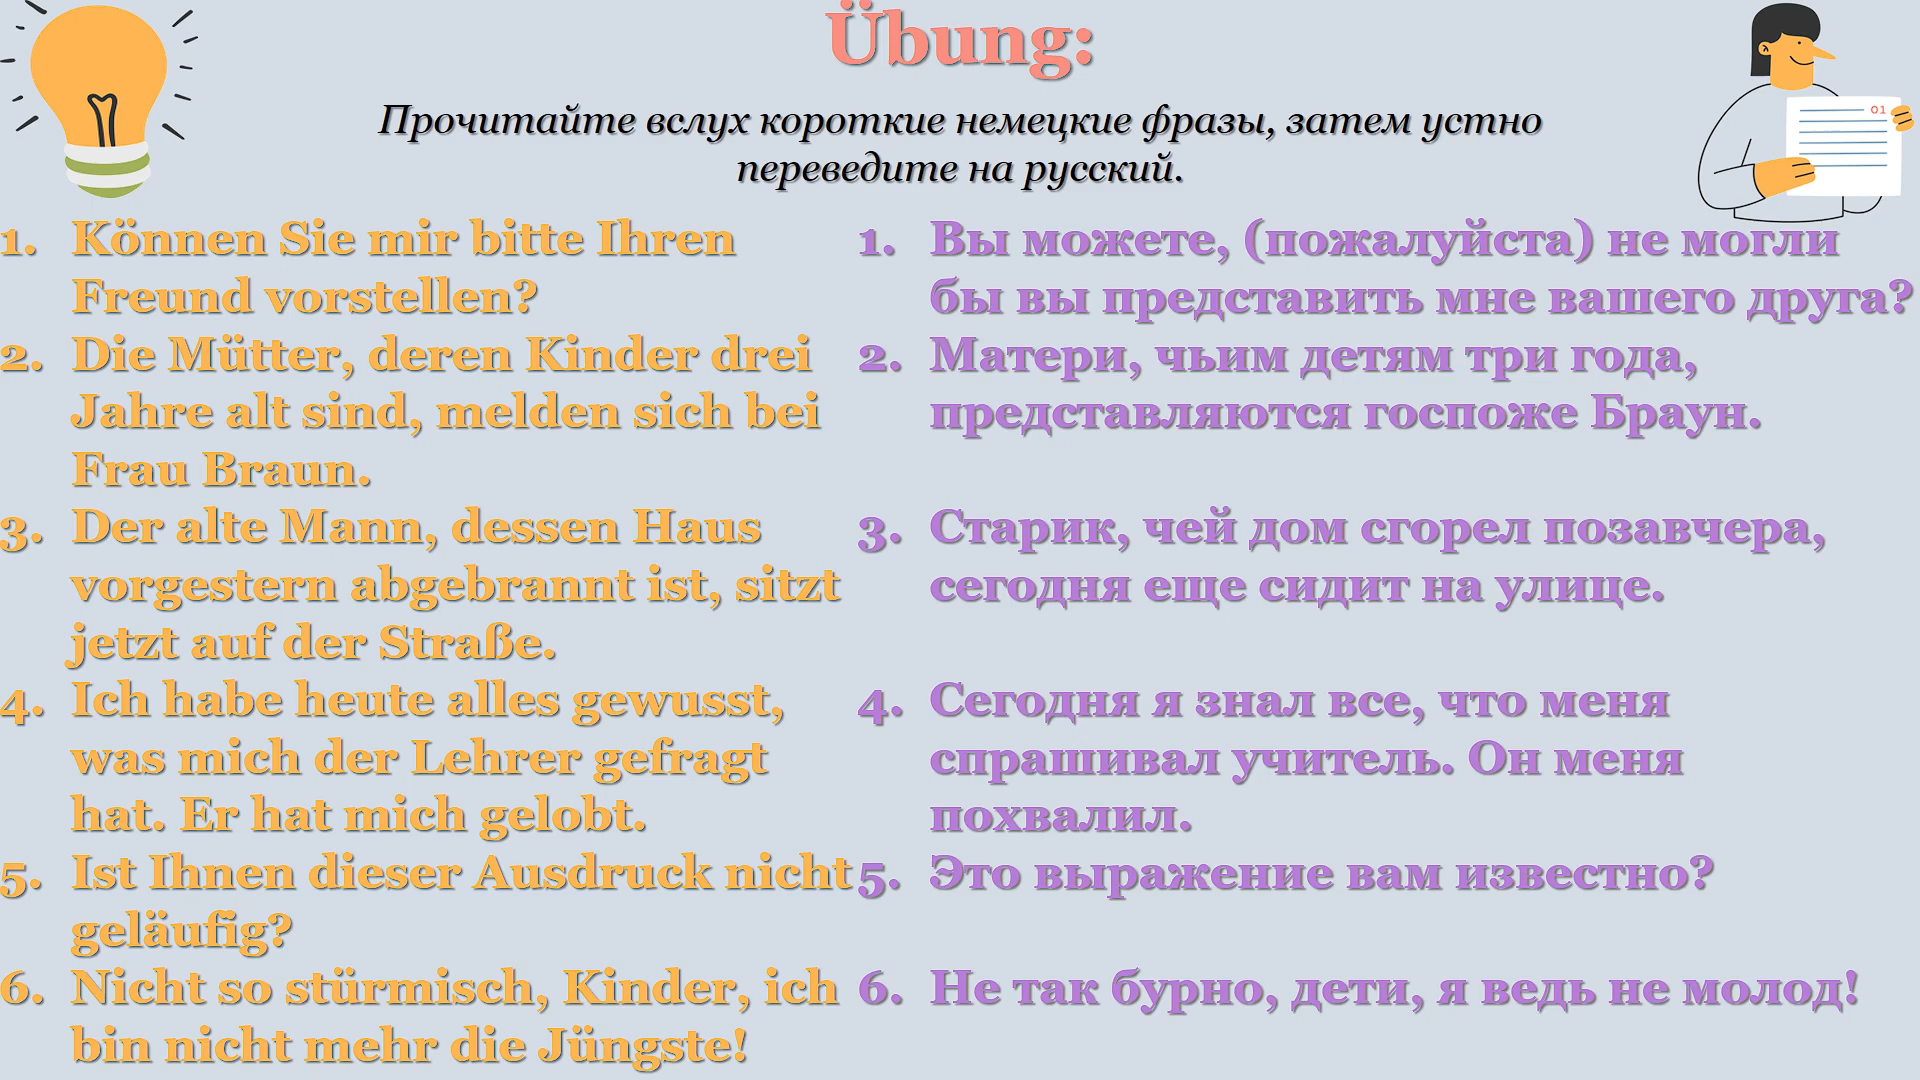 Übung:
Прочитайте вслух короткие немецкие фразы, затем устно
переведите на русский.
01
1. Können Sie mir bitte Ihren
Freund vorstellen?
2. Die Mütter, deren Kinder drei
Jahre alt sind, melden sich bei
Frau Braun.
3. Der alte Mann, dessen Haus
vorgestern abgebrannt ist, sitzt
jetzt auf der Straße.
4. Ich habe heute alles gewusst,
was mich der Lehrer gefragt
hat. Er hat mich gelobt.
5. Ist Ihnen dieser Ausdruck nicht
geläufig?
6. Nicht so stürmisch, Kinder, ich
bin nicht mehr die Jüngste!
1. Вы можете, (пожалуйста) не могли
бы вы представить мне вашего друга?
2. Матери, чьим детям три года,
представляются госпоже Браун.
3. Старик, чей дом сгорел позавчера,
сегодня еще сидит на улице.
4. Сегодня я знал все, что меня
спрашивал учитель. Он меня
похвалил.
5. Это выражение вам известно?
6. Не так бурно, дети, я ведь не молод!